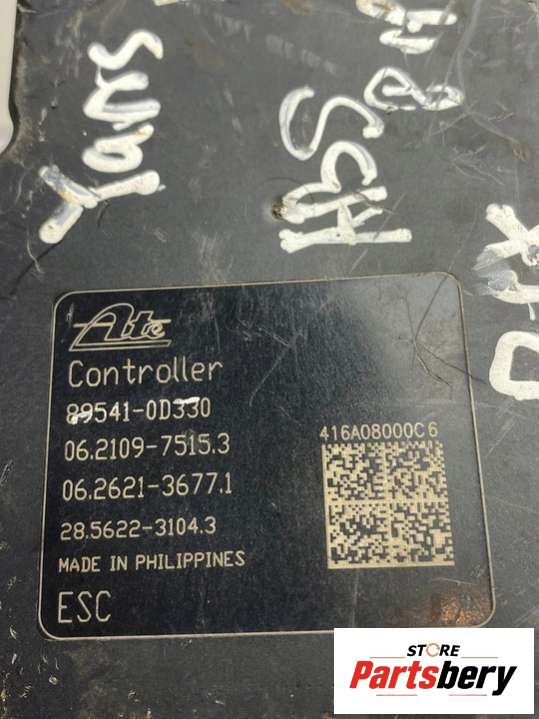 Ate
Controller
89541-0D330
06.2109-7515.3
06.2621-3677.1
28.5622-3104.3
MADE IN PHILIPPINES
ESC
416A08000C6
STORE
Partsbery